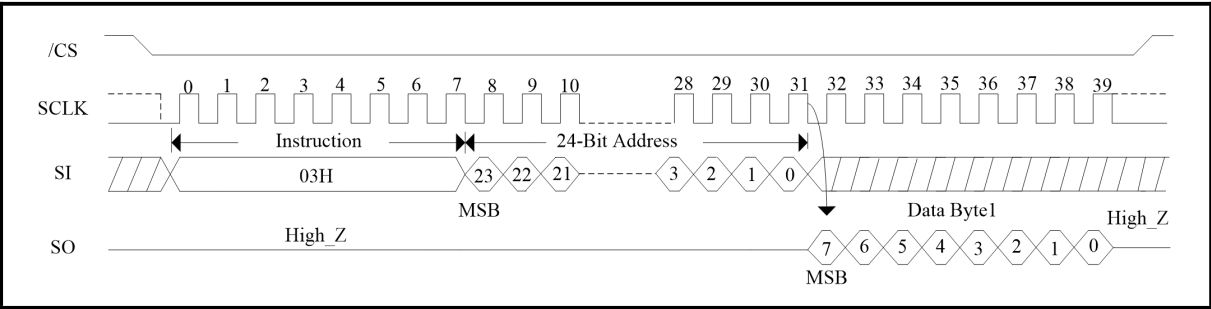 /CS
0 1 2 3 4 5 6 7 8 9 10 28 29 30 31 32 33 34 35 36 37 38 39
SCLK
Instruction 24-Bit Address
SI 03H 23 22 21 3 2 1 0
MSB Data Byte1
High_Z High_Z
SO 7 6 5 4 3 2 1 0
MSB